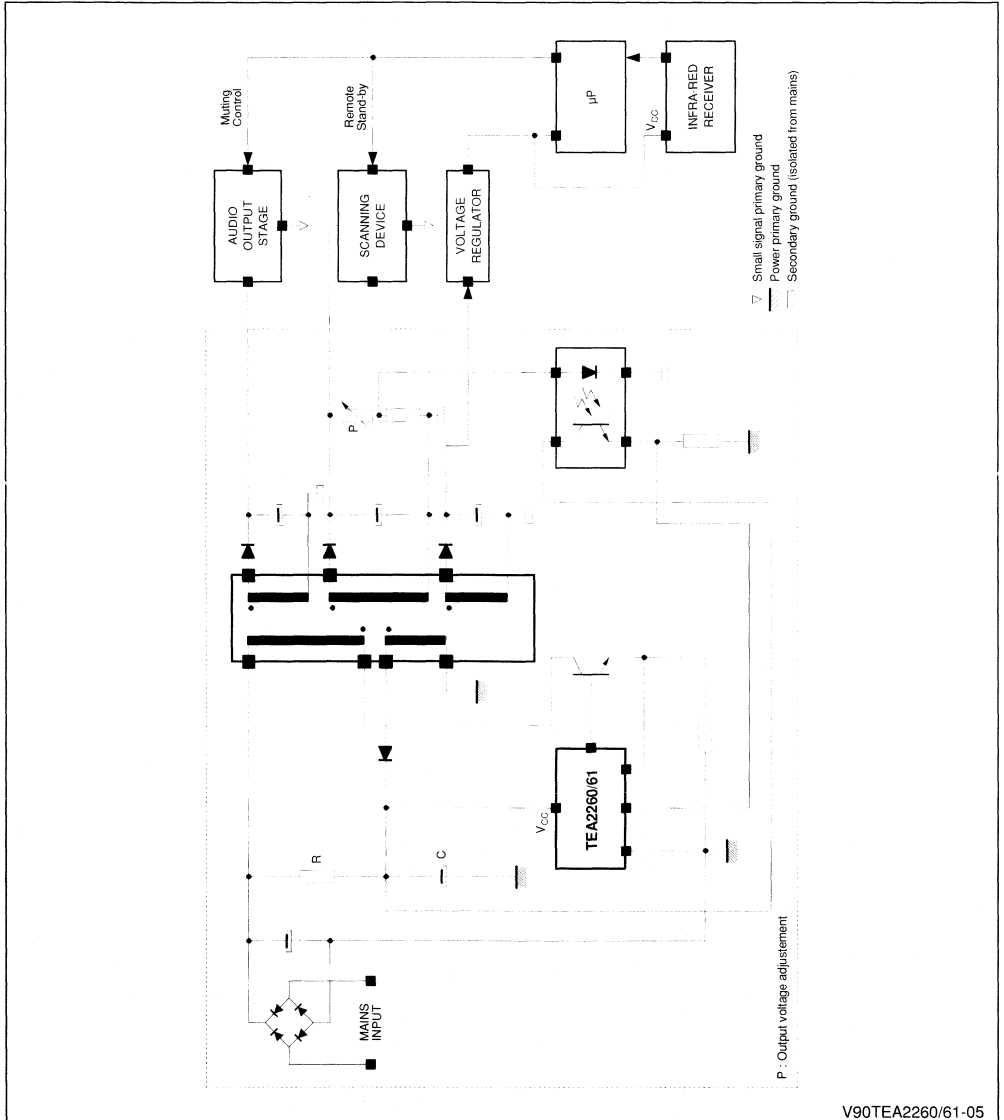 Muting
Control
Remote
Stand-by
AUDIO
OUTPUT
STAGE
SCANNING
DEVICE
VOLTAGE
REGULATOR
µP
VCC
INFRA-RED
RECEIVER
Small signal primary ground
Power primary ground
Secondary ground (isolated from mains)
P
R
C
VCC
TEA2260/61
MAINS
INPUT
P : Output voltage adjustement
V90TEA2260/61-05